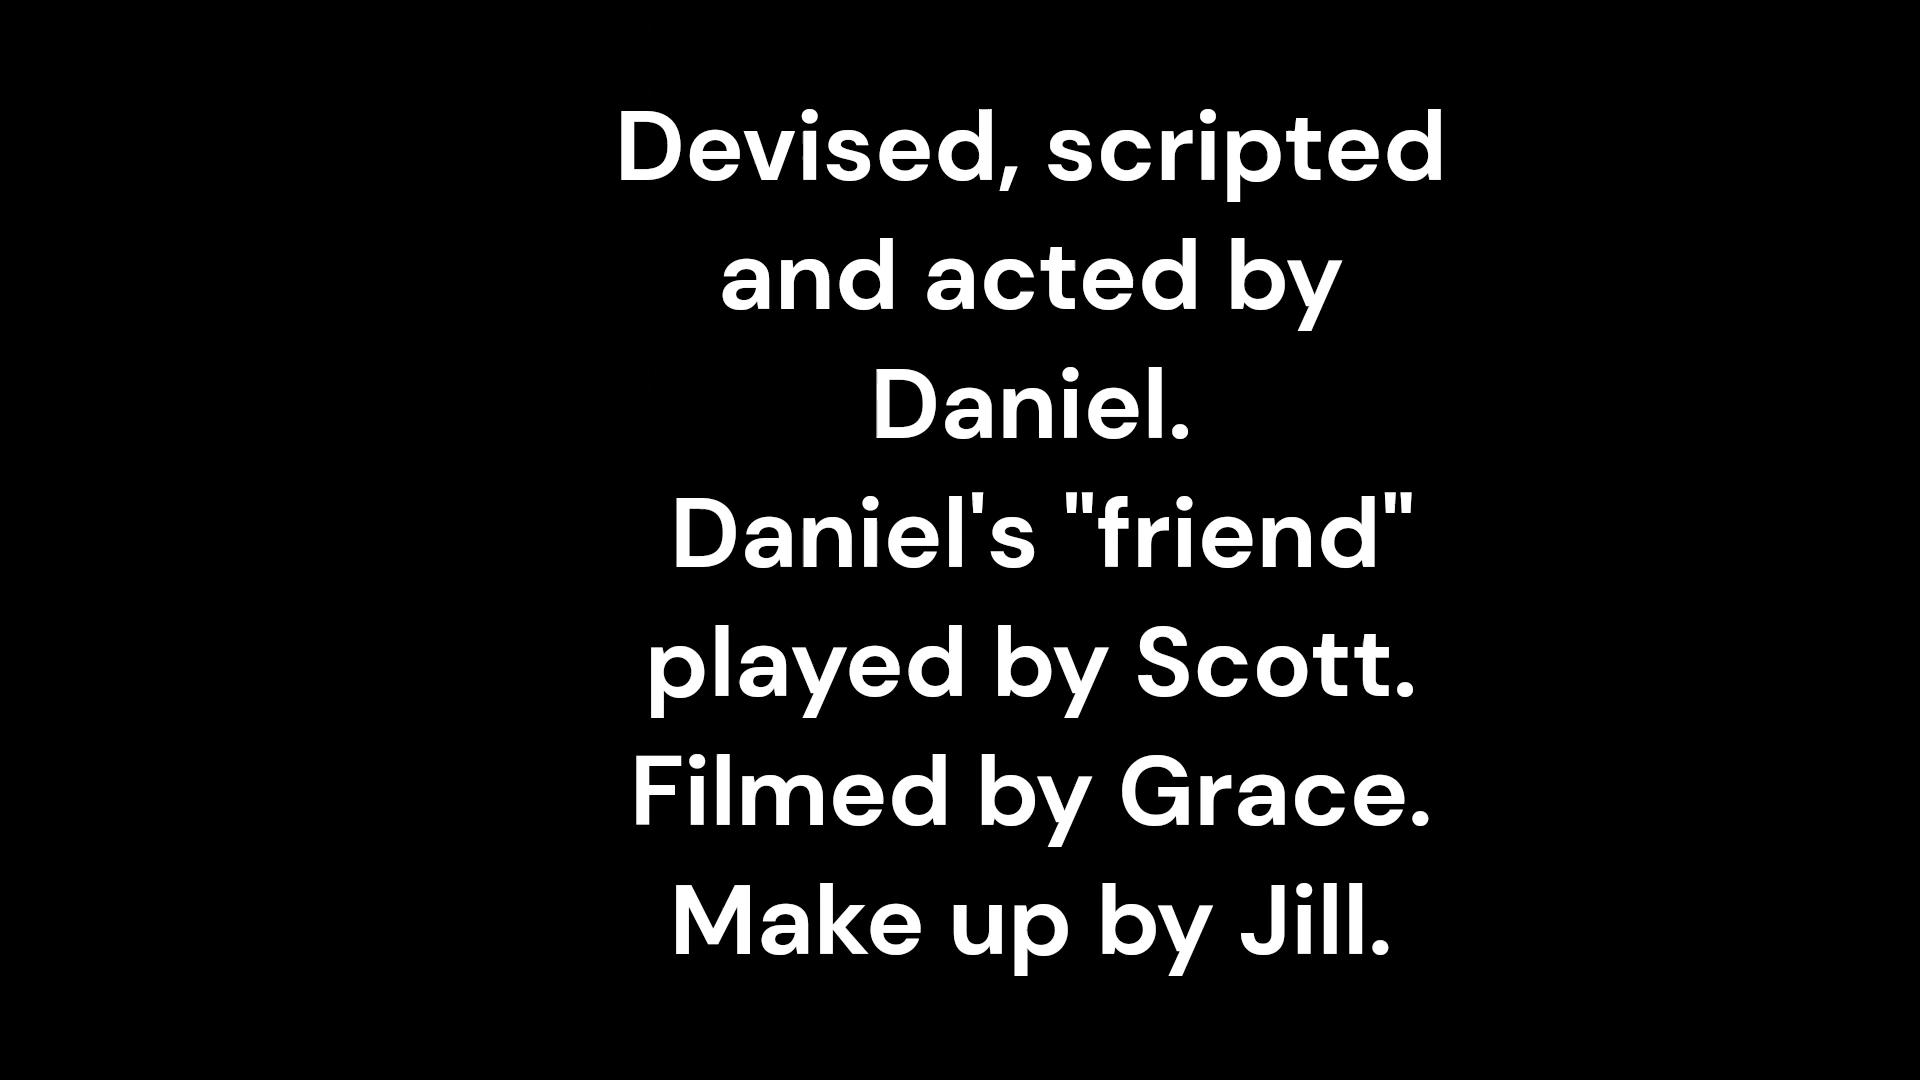 Devised, scripted
and acted by
Daniel.
Daniel's "friend"
played by Scott.
Filmed by Grace.
Make up by Jill.